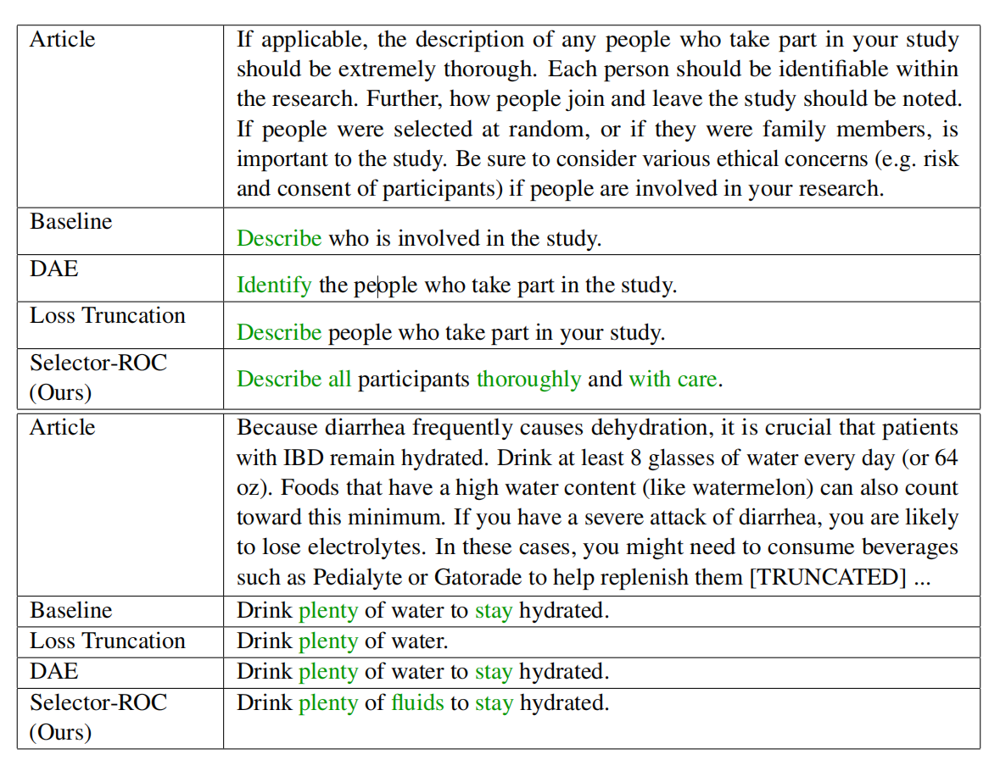 Article
If applicable, the description of any people who take part in your study
should be extremely thorough. Each person should be identifiable within
the research. Further, how people join and leave the study should be noted.
If people were selected at random, or if they were family members, is
important to the study. Be sure to consider various ethical concerns (e.g. risk
and consent of participants) if people are involved in your research.
Baseline
Describe who is involved in the study.
DAE
Identify the people who take part in the study.
Loss Truncation
Describe people who take part in your study.
Selector-ROC
(Ours)
Describe all participants thoroughly and with care.
Article
Because diarrhea frequently causes dehydration, it is crucial that patients
with IBD remain hydrated. Drink at least 8 glasses of water every day (or 64
oz). Foods that have a high water content (like watermelon) can also count
toward this minimum. If you have a severe attack of diarrhea, you are likely
to lose electrolytes. In these cases, you might need to consume beverages
such as Pedialyte or Gatorade to help replenish them [TRUNCATED] ...
Baseline
Drink plenty of water to stay hydrated.
Loss Truncation
Drink plenty of water.
DAE
Drink plenty of water to stay hydrated.
Selector-ROC
(Ours)
Drink plenty of fluids to stay hydrated.